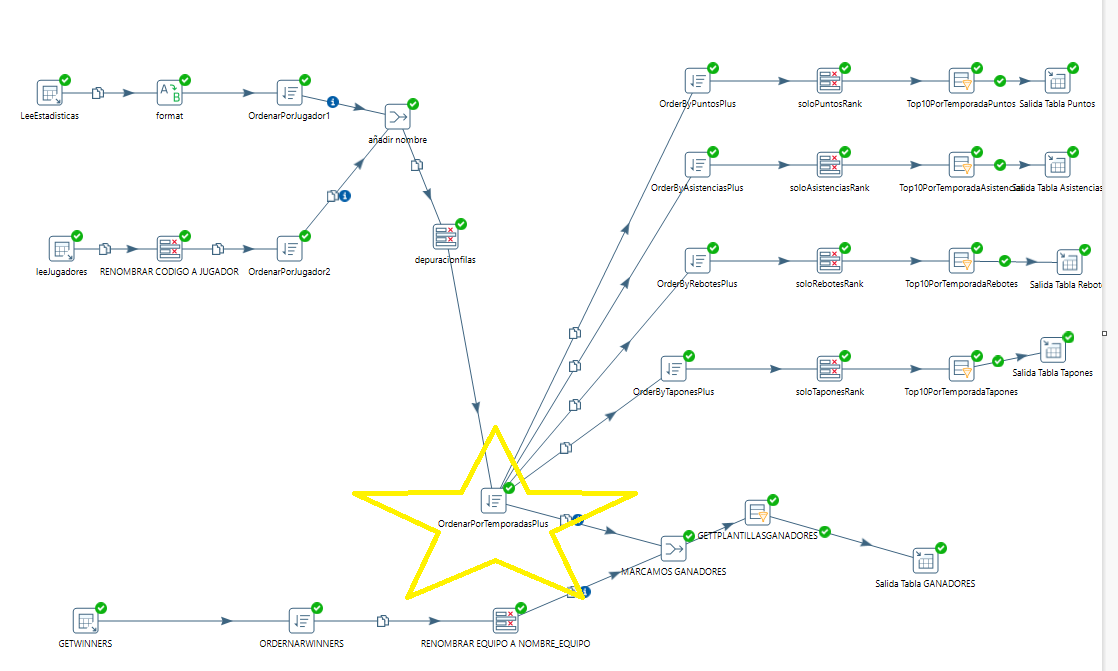 OrderByPuntosPlus
soloPuntosRank
Top10PorTemporadaPuntos
Salida Tabla Puntos
LeeEstadisticas
format
OrdenarPorJugador1
añadir nombre
OrderByAsistenciasPlus
soloAsistenciasRank
Top10PorTemporadaAsistencias
Salida Tabla Asistencias
leeJugadores
RENOMBRAR CODIGO A JUGADOR
OrdenarPorJugador2
depuracionfilas
OrderByRebotesPlus
soloRebotesRank
Top10PorTemporadaRebotes
Salida Tabla Rebot
OrderByTaponesPlus
soloTaponesRank
Top10PorTemporadaTapones
Salida Tabla Tapones
OrdenarPorTemporadasPlus
GETTPLANTILLASGANADORES
MARCAMOS GANADORES
Salida Tabla GANADORES
GETWINNERS
ORDERNARWINNERS
RENOMBRAR EQUIPO A NOMBRE_EQUIPO